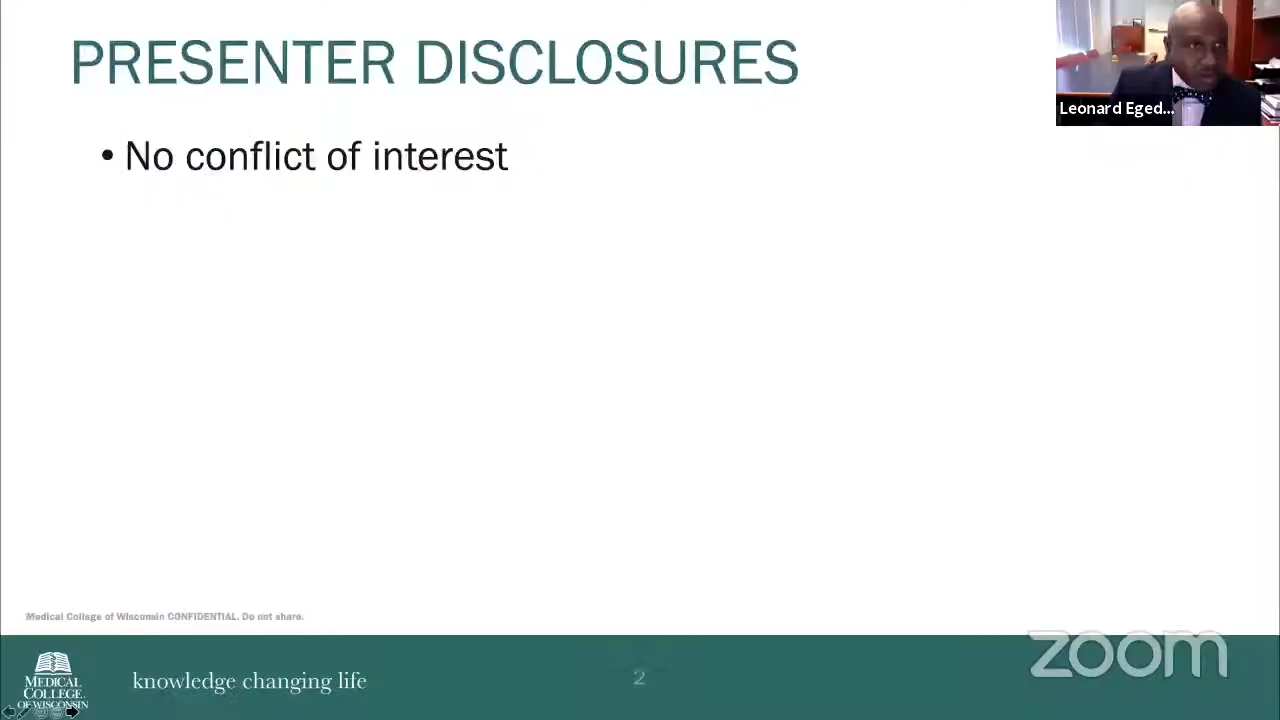 PRESENTER DISCLOSURES
Leonard Eged...
• No conflict of interest
Medical College of Wisconsin CONFIDENTIAL. Do not share.
MEDICAL
COLLEGE
OF WISCONSIN
knowledge changing life
2
zoom